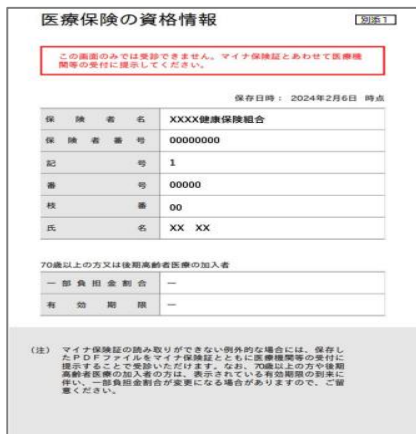 医療保険の資格情報
別添1
この画面のみでは受診できません。マイナ保険証とあわせて医療機
関等の受付に提示してください。
保存日時： 2024年2月6日 時点
保険者名 XXXX健康保険組合
保険者番号 00000000
記号 1
番号 00000
枝番 00
氏名 XX XX
70歳以上の方又は後期高齢者医療の加入者
一部負担金割合 －
有効期限 －
(注) マイナ保険証の読み取りができない例外的な場合には、保存し
たPDFファイルをマイナ保険証とともに医療機関等の受付に
提示することで受診いただけます。なお、70歳以上の方や後期
高齢者医療の加入者の方は、表示されている有効期限の到来に
伴い、一部負担金割合が変更になる場合がありますので、ご留
意ください。